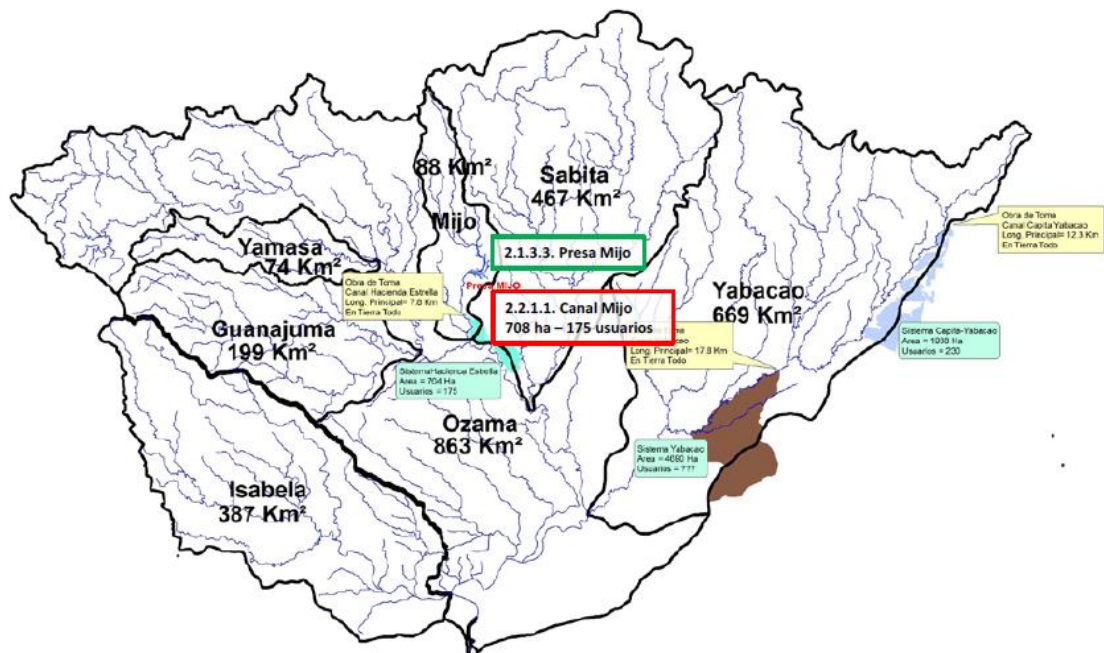 88 Km²
Mijo
Sabita
467 Km²
Yamasa
74 Km²
2.1.3.3. Presa Mijo
Presa MIJO
Obra de Toma
Canal Hacienda Estrella
Long. Principal= 7.8 Km
En Tierra Todo
2.2.1.1. Canal Mijo
708 ha – 175 usuarios
Yabacao
669 Km²
Obra de Toma
Canal Capita Yabacao
Long. Principal= 12.3 Km
En Tierra Todo
Guanajuma
199 Km²
Long. Principal= 17.8 Km
En Tierra Todo
Sistema Capita-Yabacao
Usuarios = 230
Sistema Hacienda Estrella
Area = 704 Ha
Usuarios = 175
Ozama
863 Km²
Sistema Yabacao
Area = 4680 Ha
Usuarios = ???
Isabela
387 Km²